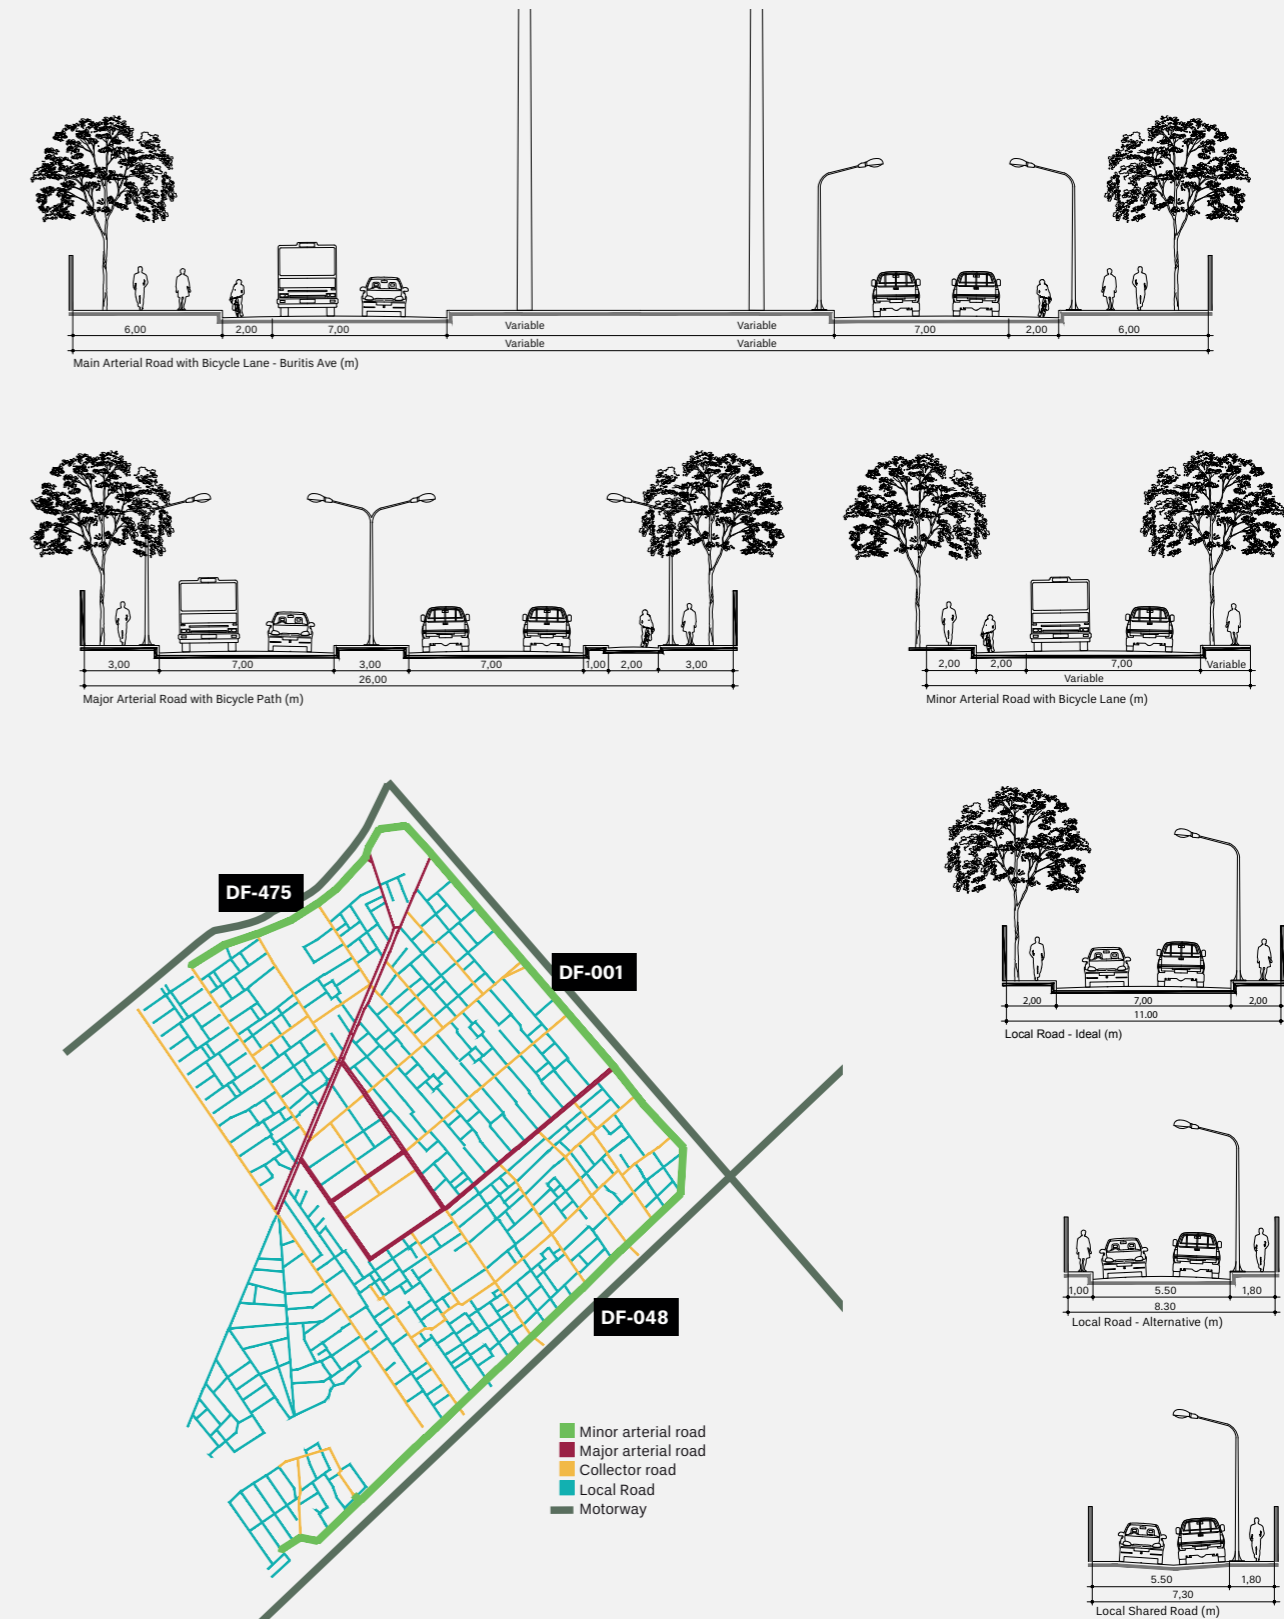 6,00 2,00 7,00 Variable Variable 7,00 2,00 6,00
Variable Variable
Main Arterial Road with Bicycle Lane - Buritis Ave (m)
3,00 7,00 3,00 7,00 1,00 2,00 3,00
26,00
Major Arterial Road with Bicycle Path (m)
2,00 2,00 7,00 Variable
Variable
Minor Arterial Road with Bicycle Lane (m)
DF-475
DF-001
DF-048
Minor arterial road
Major arterial road
Collector road
Local Road
Motorway
2,00 7,00 2,00
11.00
Local Road - Ideal (m)
1,00 5.50 1,80
8.30
Local Road - Alternative (m)
5.50 1,80
7,30
Local Shared Road (m)